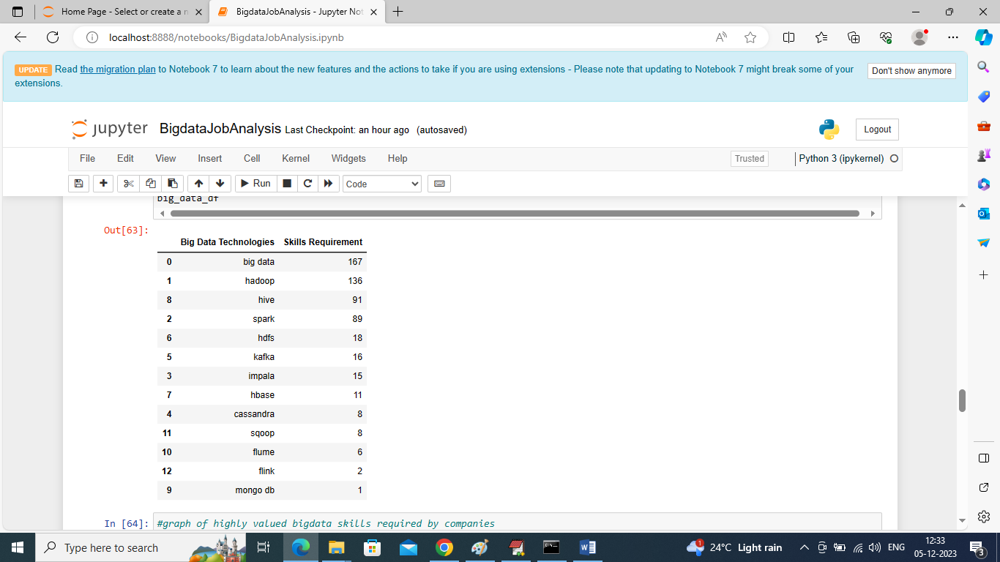 Home Page - Select or create a n
BigdataJobAnalysis - Jupyter Not
localhost:8888/notebooks/BigdataJobAnalysis.ipynb
UPDATE Read the migration plan to Notebook 7 to learn about the new features and the actions to take if you are using extensions - Please note that updating to Notebook 7 might break some of your
extensions.
Don't show anymore
jupyter BigdataJobAnalysis Last Checkpoint: an hour ago (autosaved)
Logout
File Edit View Insert Cell Kernel Widgets Help
Trusted
Python 3 (ipykernel)
Run
Code
big_data_df
Out[63]:
Big Data Technologies Skills Requirement
0 big data 167
1 hadoop 136
8 hive 91
2 spark 89
6 hdfs 18
5 kafka 16
3 impala 15
7 hbase 11
4 cassandra 8
11 sqoop 8
10 flume 6
12 flink 2
9 mongo db 1
In [64]: #graph of highly valued bigdata skills required by companies
Type here to search
1
24°C Light rain
ENG
12:33
05-12-2023
3